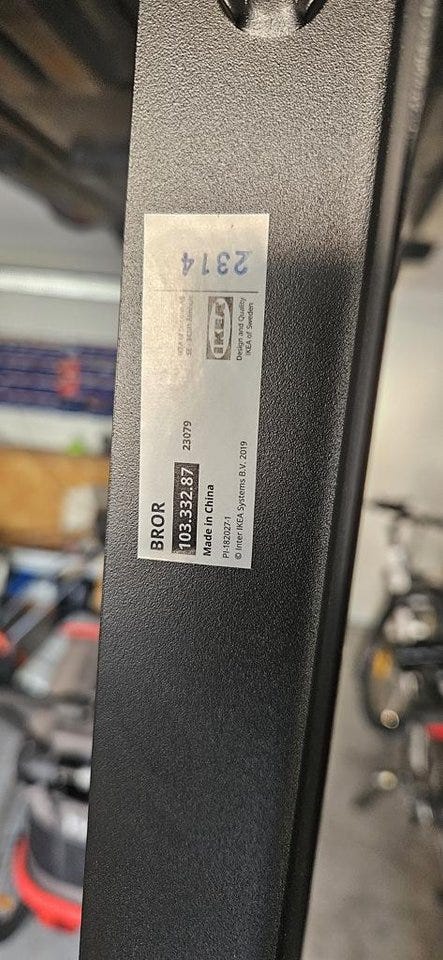 BROR
103.332.87 23079
Made in China
PI-182027-1
© Inter IKEA Systems B.V. 2019
IKEA
Design and Quality
IKEA of Sweden
2314